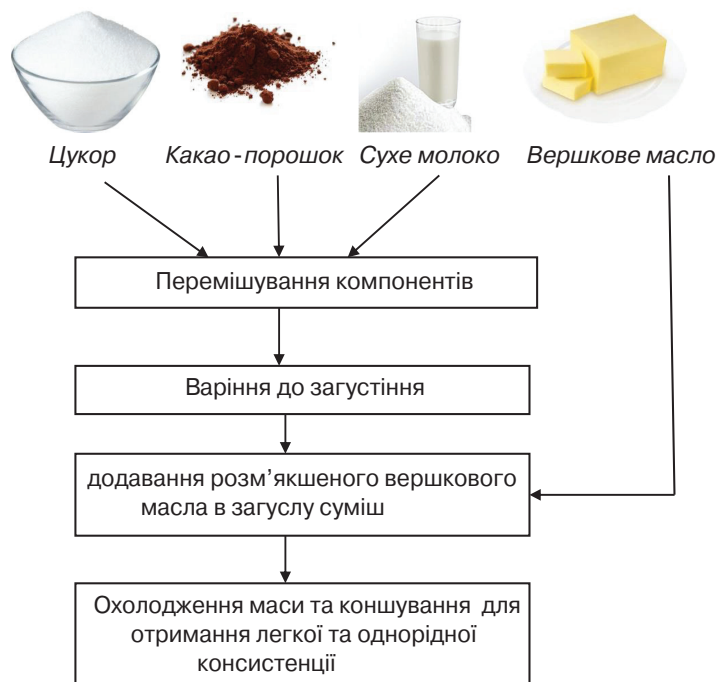 Цукор
Какао-порошок
Сухе молоко
Вершкове масло
Перемішування компонентів
Варіння до загустіння
додавання розм’якшеного вершкового
масла в загуслу суміш
Охолодження маси та коншування для
отримання легкої та однорідної
консистенції